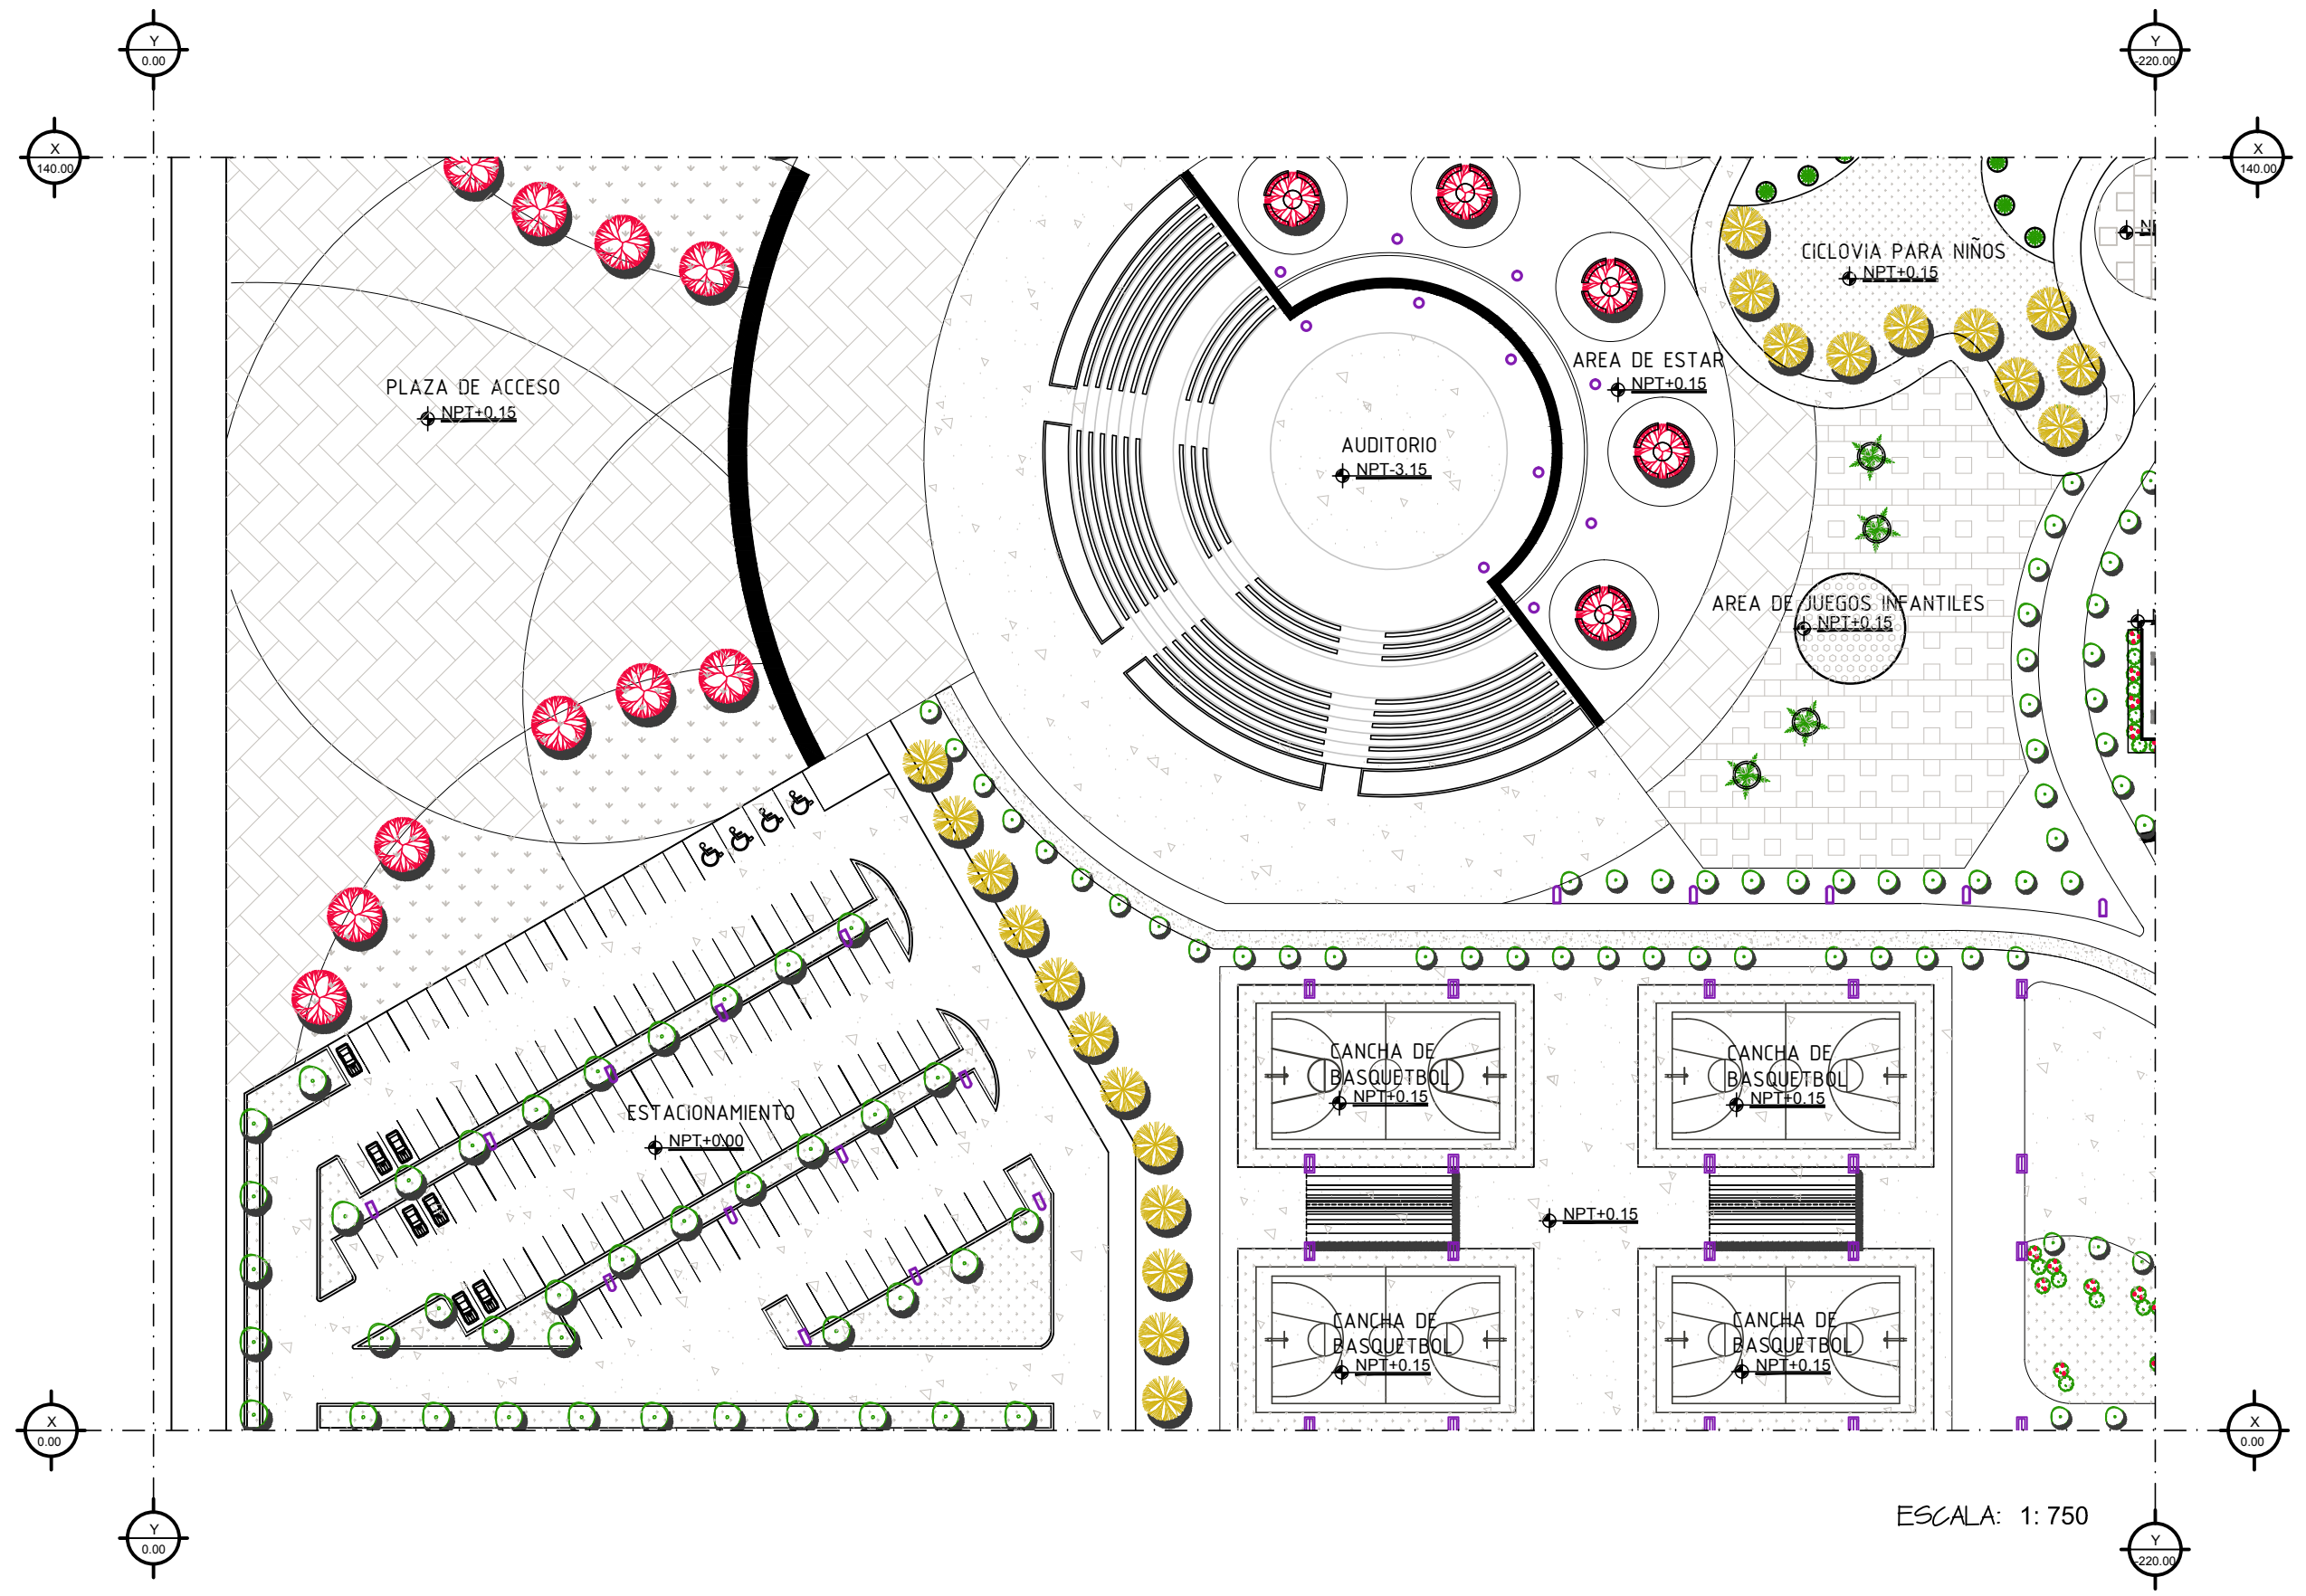 Y
0.00
Y
-220.00
X
140.00
X
140.00
CICLOVIA PARA NIÑOS
NPT+0.15
PLAZA DE ACCESO
NPT+0.15
AREA DE ESTAR
NPT+0.15
AUDITORIO
NPT-3.15
AREA DE JUEGOS INFANTILES
NPT+0.15
ESTACIONAMIENTO
NPT+0.00
CANCHA DE
BASQUETBOL
NPT+0.15
CANCHA DE
BASQUETBOL
NPT+0.15
NPT+0.15
CANCHA DE
BASQUETBOL
NPT+0.15
CANCHA DE
BASQUETBOL
NPT+0.15
X
0.00
X
0.00
ESCALA: 1: 750
Y
0.00
Y
-220.00